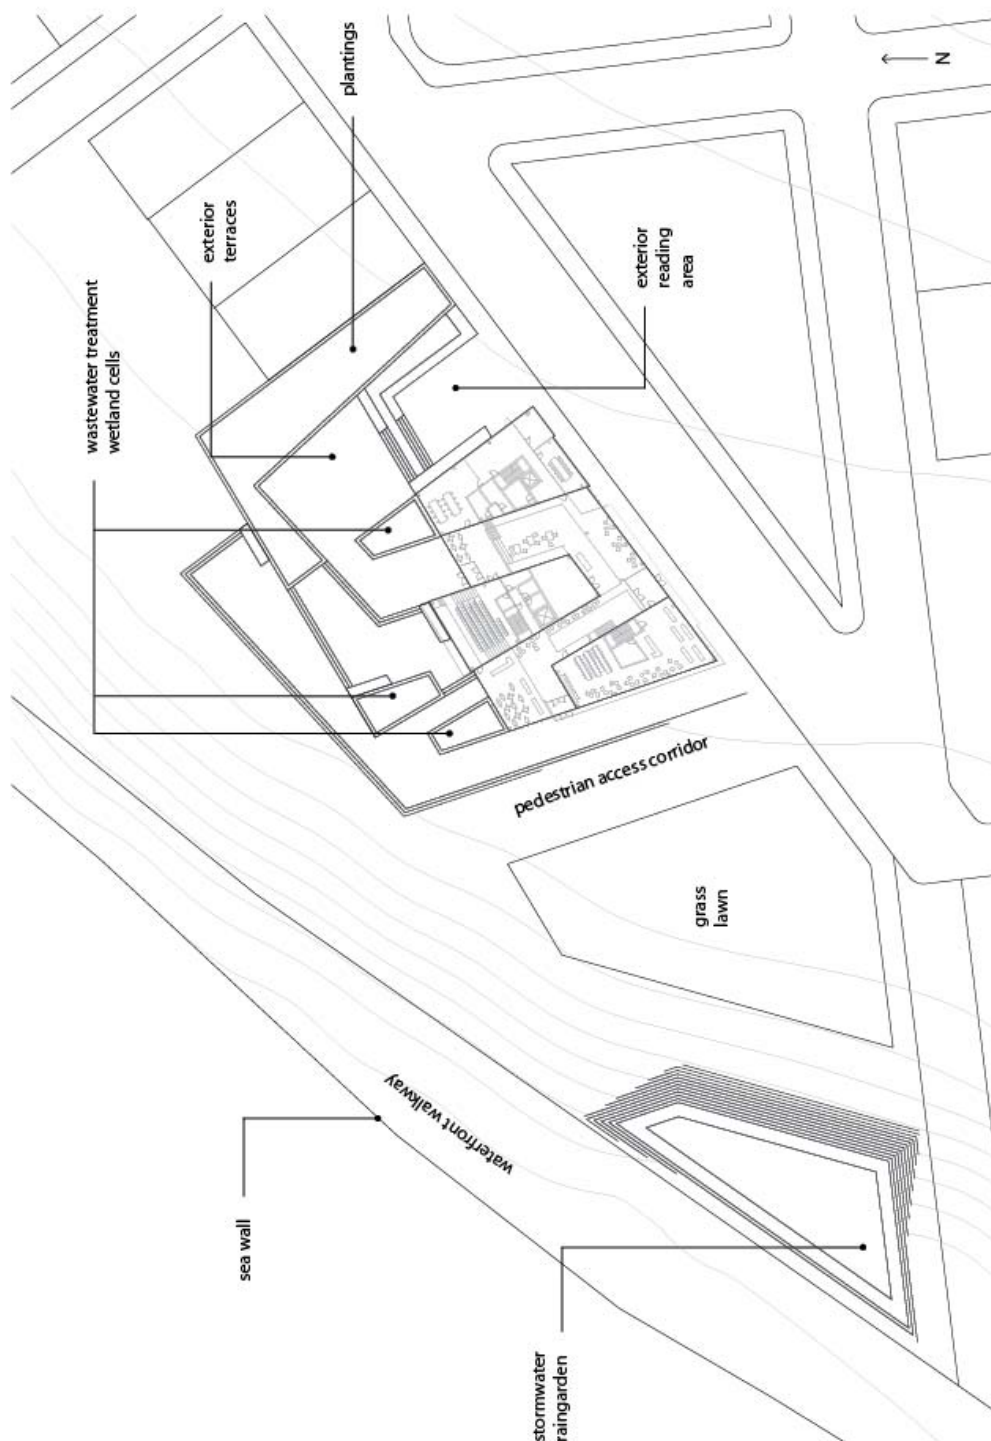 N
plantings
exterior
terraces
exterior
reading
area
wastewater treatment
wetland cells
pedestrian access corridor
grass
lawn
waterfront walkway
sea wall
stormwater
raingarden